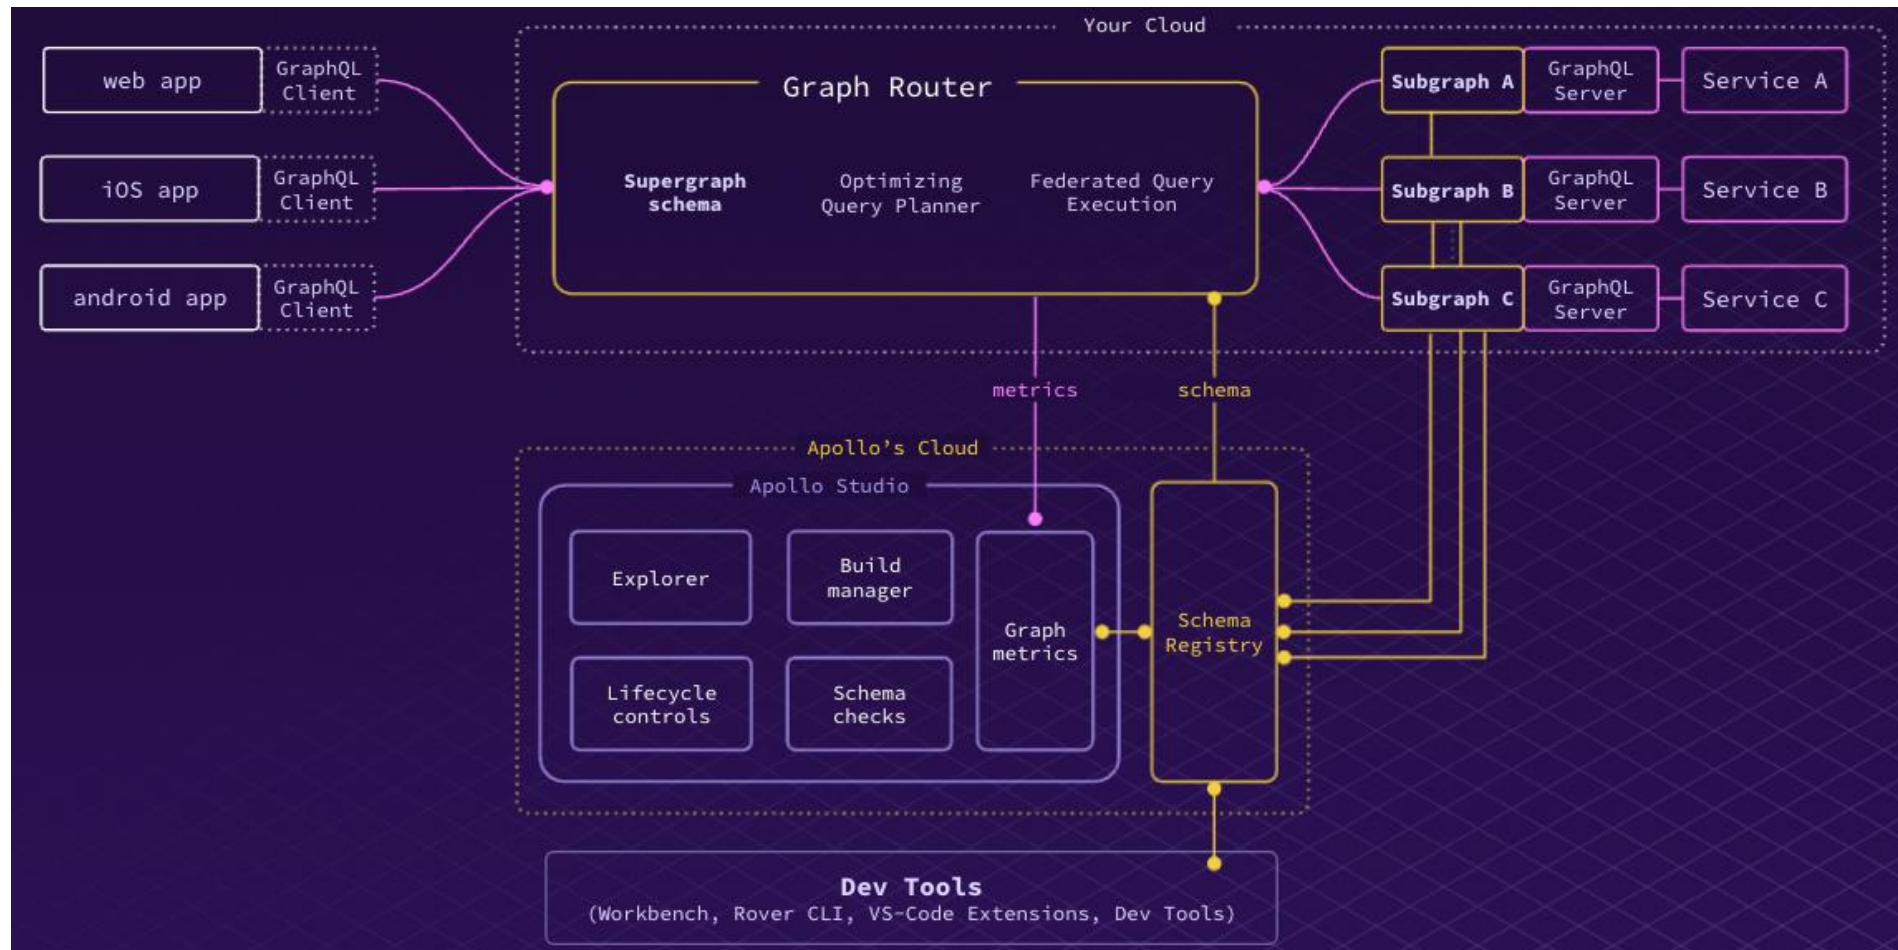 Your Cloud
web app
GraphQL
Client
iOS app
GraphQL
Client
android app
GraphQL
Client
Graph Router
Supergraph
schema
Optimizing
Query Planner
Federated Query
Execution
Subgraph A
GraphQL
Server
Service A
Subgraph B
GraphQL
Server
Service B
Subgraph C
GraphQL
Server
Service C
metrics
schema
Apollo’s Cloud
Apollo Studio
Explorer
Build
manager
Lifecycle
controls
Schema
checks
Graph
metrics
Schema
Registry
Dev Tools
(Workbench, Rover CLI, VS-Code Extensions, Dev Tools)